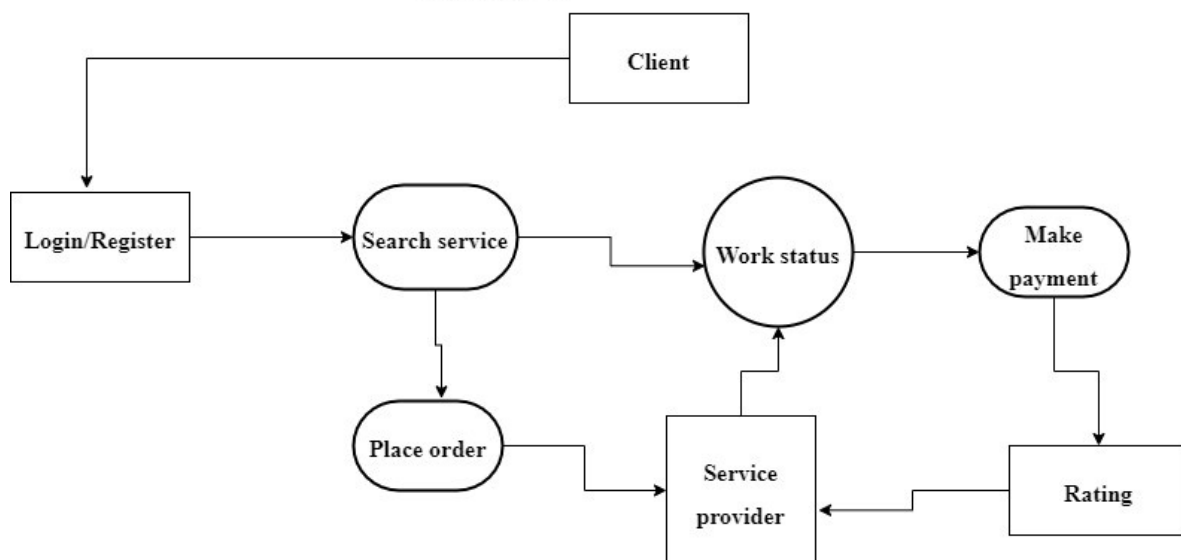 Client
Login/Register
Search service
Work status
Make
payment
Place order
Service
provider
Rating